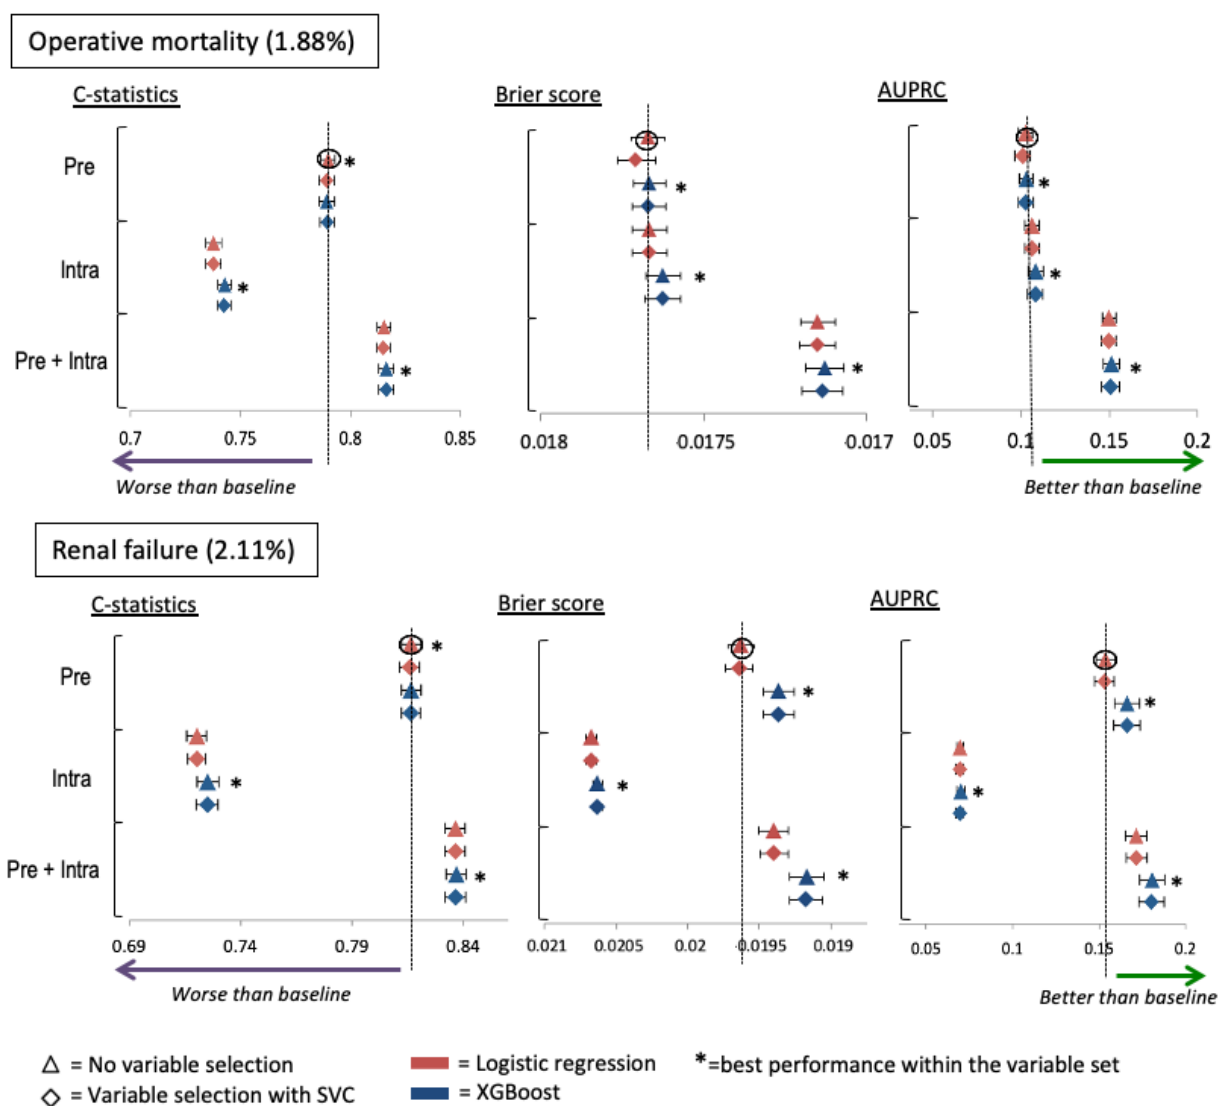 Operative mortality (1.88%)
C-statistics
Brier score
AUPRC
Pre
*
*
*
Intra
*
*
*
Pre + Intra
*
*
*
0.7 0.75 0.8 0.85
0.018 0.0175 0.017
0.05 0.1 0.15 0.2
Worse than baseline
Better than baseline
Renal failure (2.11%)
C-statistics
Brier score
AUPRC
Pre
*
*
*
Intra
*
*
*
Pre + Intra
*
*
*
0.69 0.74 0.79 0.84
0.021 0.0205 0.02 0.0195 0.019
0.05 0.1 0.15 0.2
Worse than baseline
Better than baseline
= No variable selection
= Logistic regression
*=best performance within the variable set
= Variable selection with SVC
= XGBoost